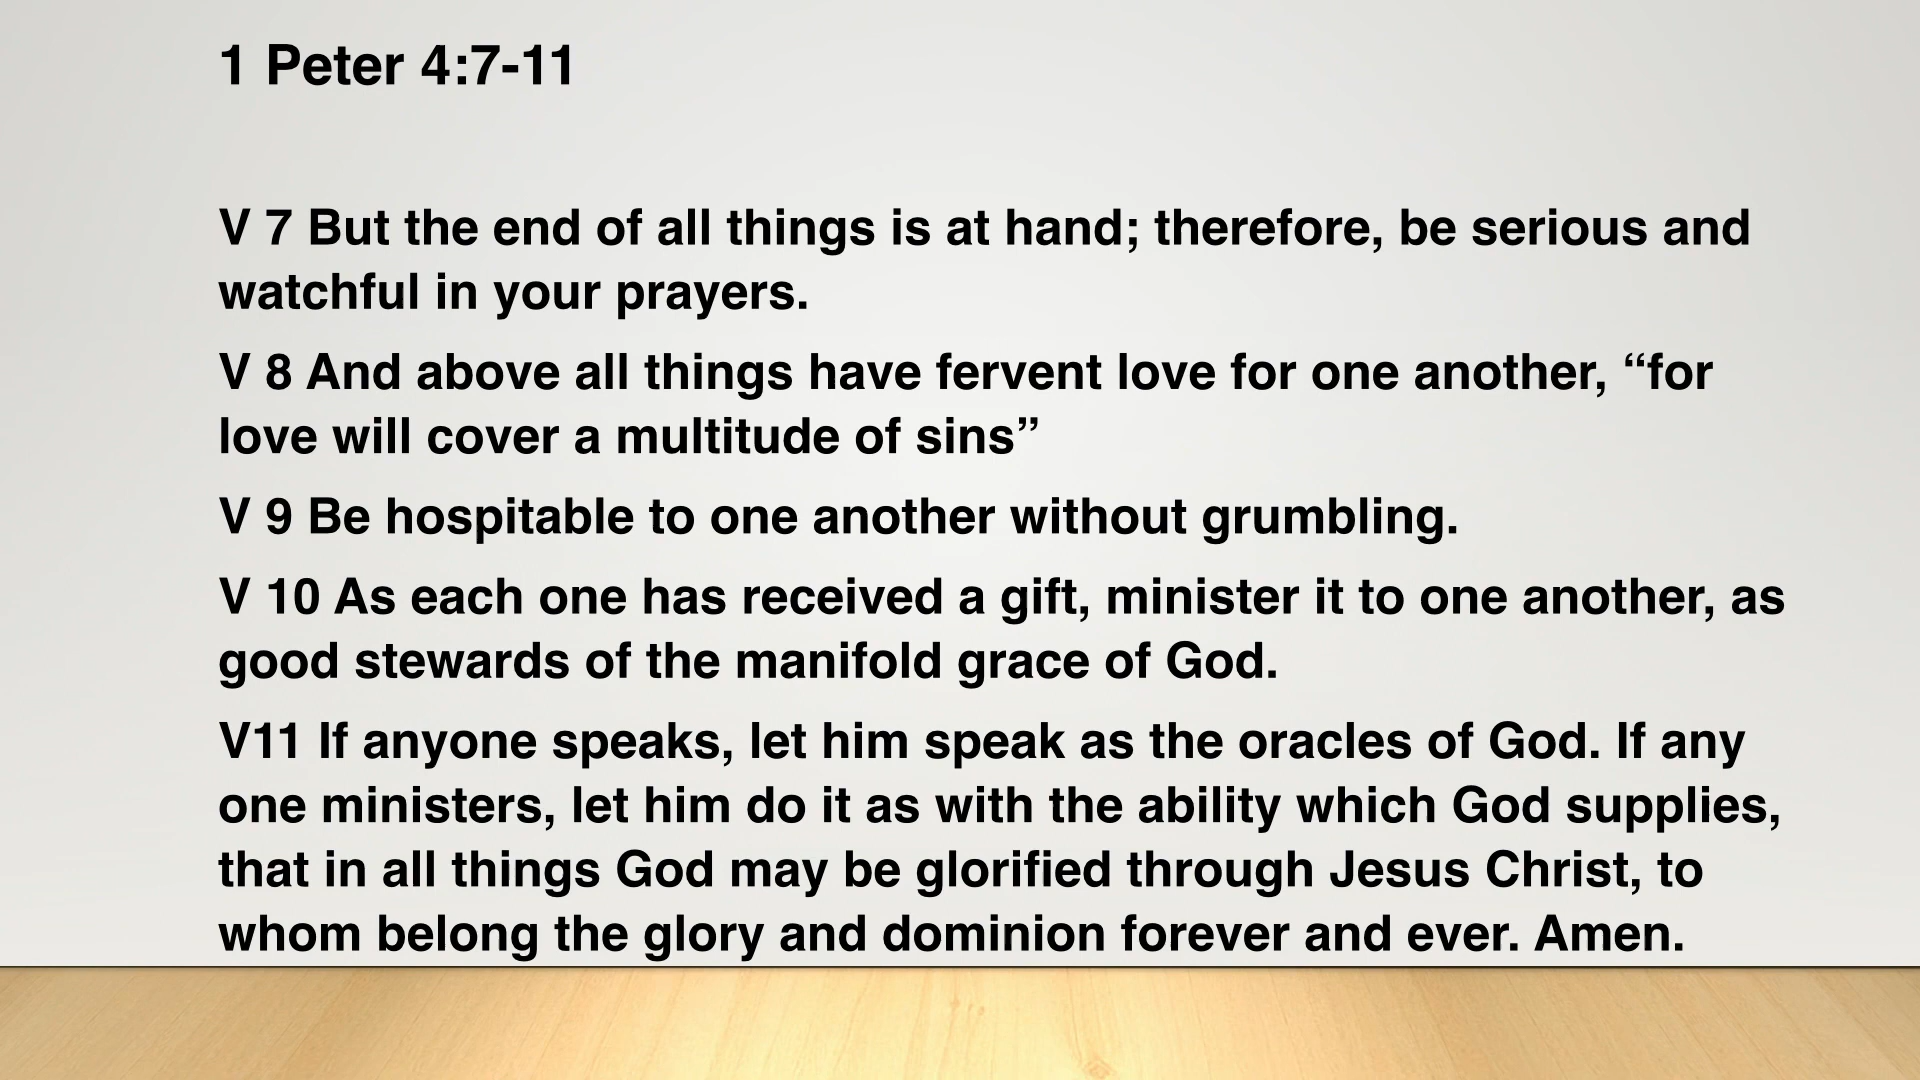 1 Peter 4:7-11
V 7 But the end of all things is at hand; therefore, be serious and
watchful in your prayers.
V 8 And above all things have fervent love for one another, “for
love will cover a multitude of sins”
V 9 Be hospitable to one another without grumbling.
V 10 As each one has received a gift, minister it to one another, as
good stewards of the manifold grace of God.
V11 If anyone speaks, let him speak as the oracles of God. If any
one ministers, let him do it as with the ability which God supplies,
that in all things God may be glorified through Jesus Christ, to
whom belong the glory and dominion forever and ever. Amen.